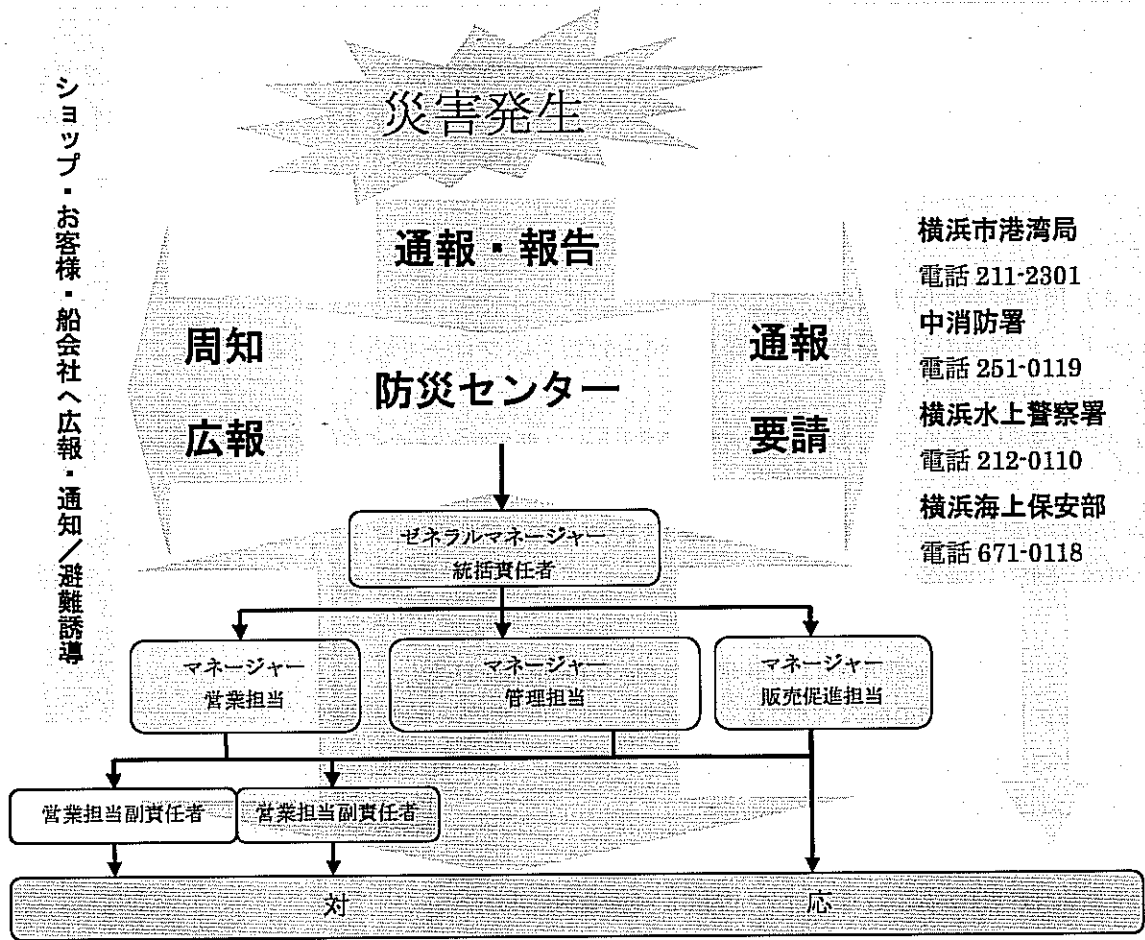 災害発生
通報・報告
ショップ・お客様・船会社へ広報・通知/避難誘導
周知
広報
防災センター
通報
要請
横浜市港湾局
電話 211-2301
中消防署
電話 251-0119
横浜水上警察署
電話 212-0110
横浜海上保安部
電話 671-0118
ゼネラルマネージャー
統括責任者
マネージャー
営業担当
マネージャー
管理担当
マネージャー
販売促進担当
営業担当副責任者
営業担当副責任者
対 応